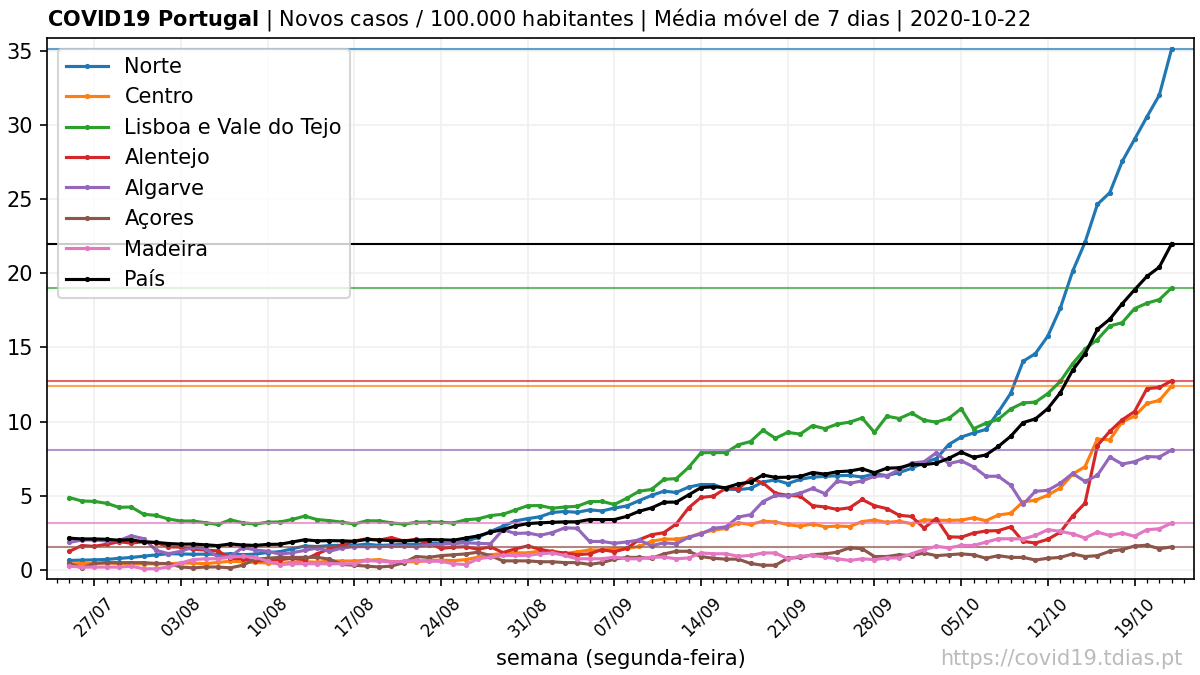 COVID19 Portugal | Novos casos / 100.000 habitantes | Média móvel de 7 dias | 2020-10-22
35
30
25
20
15
10
5
0
Norte
Centro
Lisboa e Vale do Tejo
Alentejo
Algarve
Açores
Madeira
País
27/07
03/08
10/08
17/08
24/08
31/08
07/09
14/09
21/09
28/09
05/10
12/10
19/10
semana (segunda-feira)
https://covid19.tdias.pt